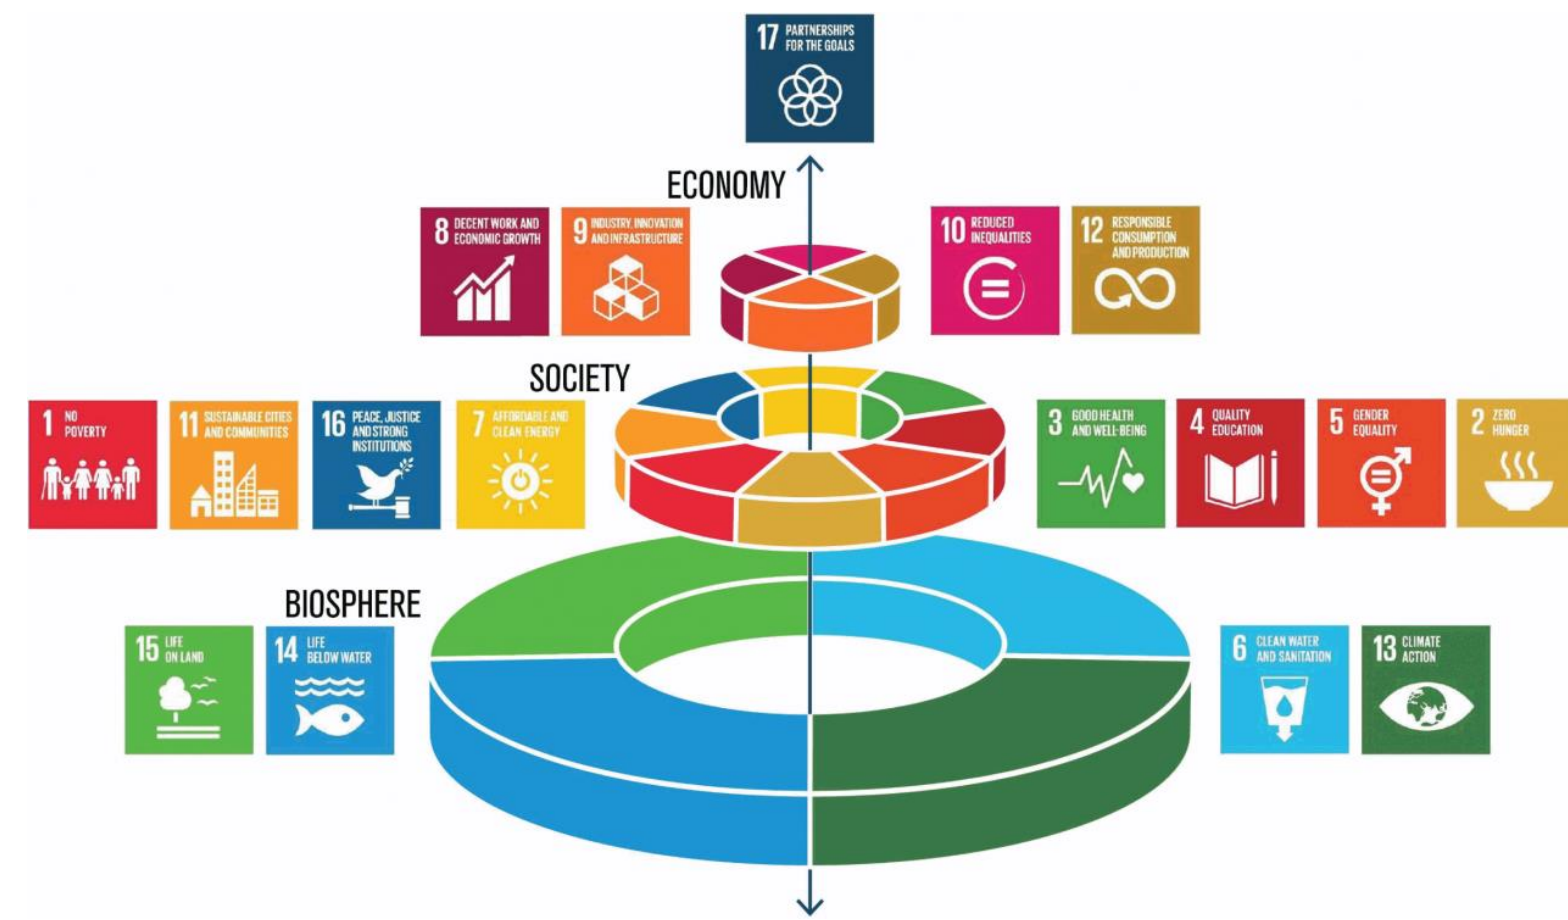 17 PARTNERSHIPS
FOR THE GOALS
ECONOMY
8 DECENT WORK AND
ECONOMIC GROWTH
9 INDUSTRY, INNOVATION
AND INFRASTRUCTURE
10 REDUCED
INEQUALITIES
12 RESPONSIBLE
CONSUMPTION
AND PRODUCTION
SOCIETY
1 NO
POVERTY
11 SUSTAINABLE CITIES
AND COMMUNITIES
16 PEACE, JUSTICE
AND STRONG
INSTITUTIONS
7 AFFORDABLE AND
CLEAN ENERGY
3 GOOD HEALTH
AND WELL-BEING
4 QUALITY
EDUCATION
5 GENDER
EQUALITY
2 ZERO
HUNGER
BIOSPHERE
15 LIFE
ON LAND
14 LIFE
BELOW WATER
6 CLEAN WATER
AND SANITATION
13 CLIMATE
ACTION